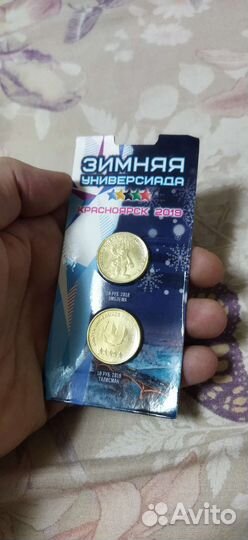 ЗИМНЯЯ
УНИВЕРСИАДА
КРАСНОЯРСК 2019
10 РУБ. 2018
ЭМБЛЕМА
10 РУБ. 2018
ТАЛИСМАН
Avito